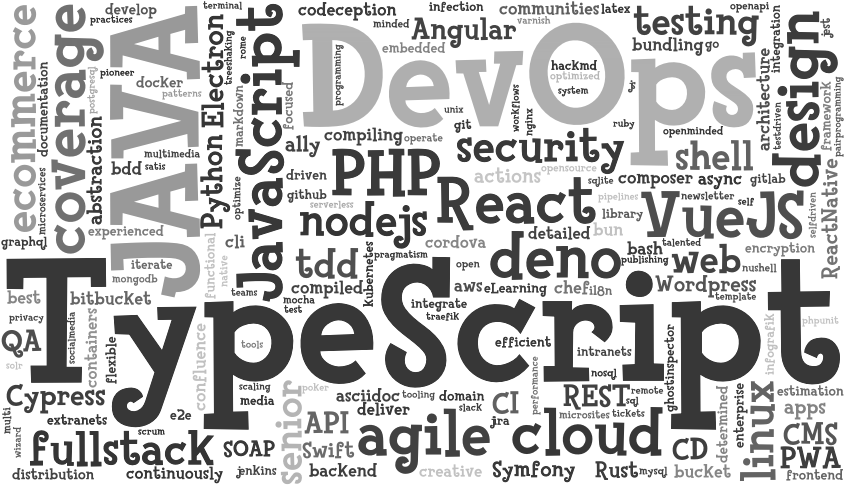 TypeScript
DevOps
JAVA
JavaScript
PHP
React
VueJS
deno
agile
cloud
fullstack
nodejs
security
testing
design
coverage
ecommerce
Angular
shell
web
linux
tdd
Python
Electron
codeception
infection
communities
latex
openapi
develop
practices
terminal
minded
varnish
embedded
bundling
go
jest
integration
architecture
testdriven
framework
pairprogramming
pioneer
docker
patterns
postgresql
treeshaking
rome
markdown
Focused
programming
hackmd
optimized
system
unix
workflows
nginx
git
ruby
openminded
documentation
microservices
abstraction
multimedia
satis
bdd
ally
compiling
operate
driven
github
serverless
optimize
actions
opensource
sqlite
composer
async
gitlab
pipelines
newsletter
self
selfdriven
ReactNative
library
bun
detailed
graphql
experienced
functional
native
cli
cordova
pragmatism
kubernetes
bash
talented
publishing
encryption
nushell
iterate
mongodb
compiled
open
aws
eLearning
chef
i18n
Wordpress
template
best
bitbucket
teams
mocha
test
integrate
traefik
privacy
socialmedia
containers
QA
solr
flexible
confluence
tools
efficient
intranets
nosql
ghostinspector
infografik
phpunit
Cypress
scaling
media
poker
asciidoc
tooling
domain
performance
REST
remote
sql
determined
enterprise
estimation
multi
extranets
e2e
senior
deliver
slack
CI
jira
microsites
tickets
apps
wizard
scrum
API
CMS
SOAP
Swift
CD
PWA
distribution
continuously
jenkins
backend
creative
Symfony
Rust
mysql
bucket
frontend